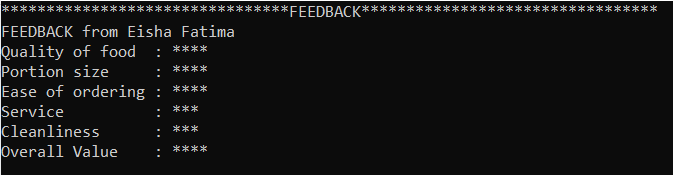 ********************************FEEDBACK*********************************
FEEDBACK from Eisha Fatima
Quality of food  : ****
Portion size     : ****
Ease of ordering : ****
Service          : ***
Cleanliness      : ***
Overall Value    : ****